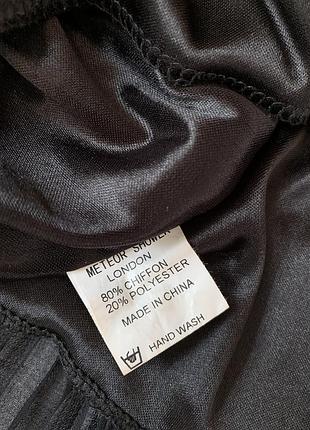 METEOR SHOWER
LONDON
80% CHIFFON
20% POLYESTER
MADE IN CHINA
HAND WASH